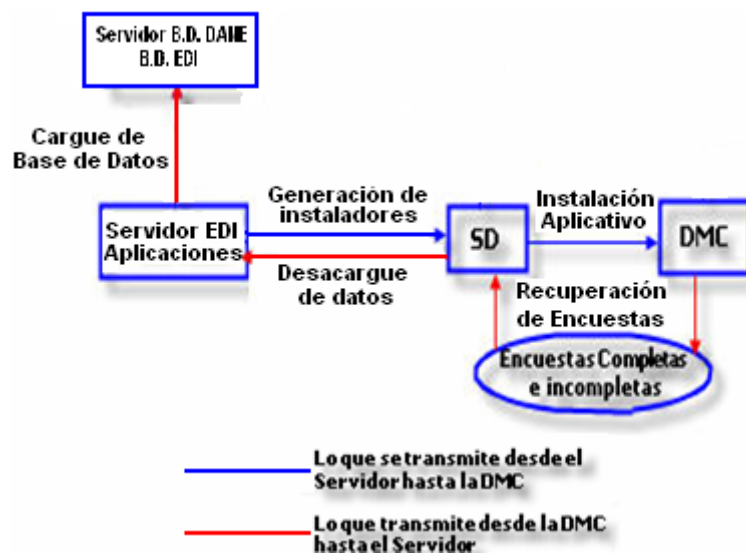 Servidor B.D. DANE
B.D. EDI
Cargue de
Base de Datos
Generación de
instaladores
Instalación
Aplicativo
Servidor EDI
Aplicaciones
SD
DMC
Desacargue
de datos
Recuperación
de Encuestas
Encuestas Completas
e incompletas
Lo que se transmite desde el
Servidor hasta la DMC
Lo que transmite desde la DMC
hasta el Servidor